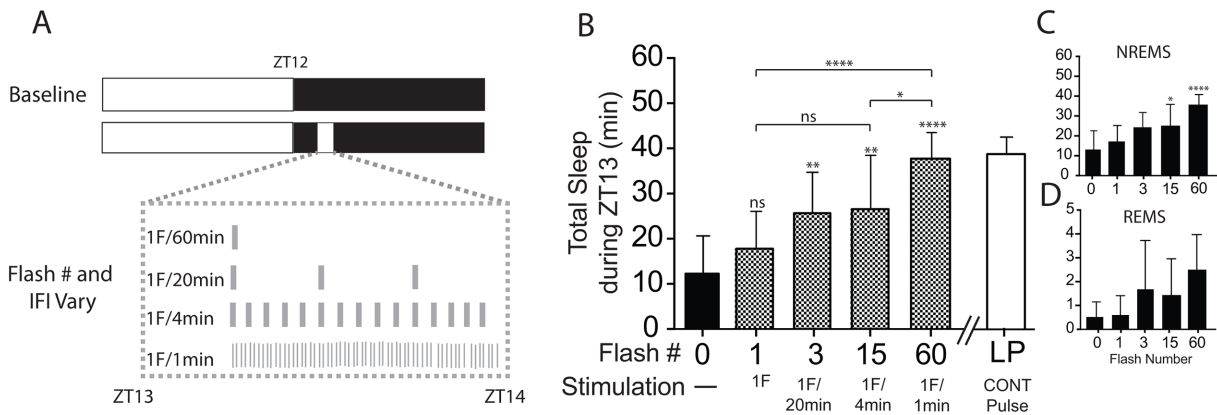 A
ZT12
Baseline
1F/60min
1F/20min
1F/4min
1F/1min
Flash # and
IFI Vary
ZT13
ZT14
B
Total Sleep
during ZT13 (min)
60
50
40
30
20
10
0
****
*
ns
ns
**
**
****
Flash # 0 1 3 15 60 LP
Stimulation — 1F 1F/20min 1F/4min 1F/1min CONT Pulse
C
NREMS
60
50
40
30
20
10
0
*
****
0 1 3 15 60
D
REMS
5
4
3
2
1
0
0 1 3 15 60
Flash Number